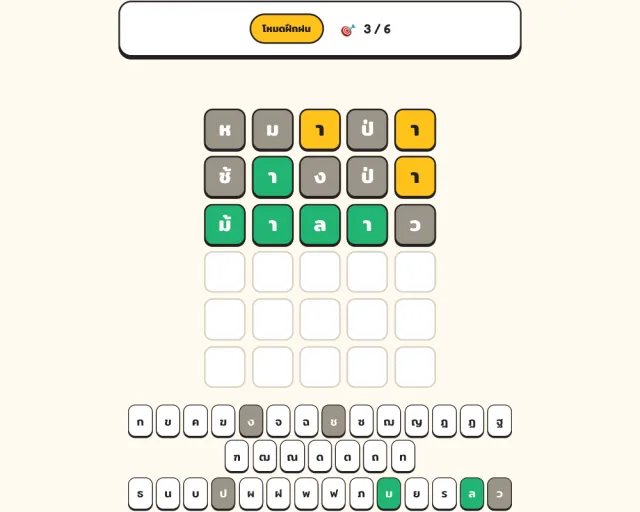 โหมดฝึกฝน 3 / 6
ห ม า ป่ า
ช้ า ง ป่ า
ม้ า ล า ว
ก ข ค ฆ ง จ ฉ ช ซ ฌ ญ ฎ ฏ ฐ
ฑ ฒ ณ ด ต ถ ท
ธ น บ ป ผ ฝ พ ฟ ภ ม ย ร ล ว